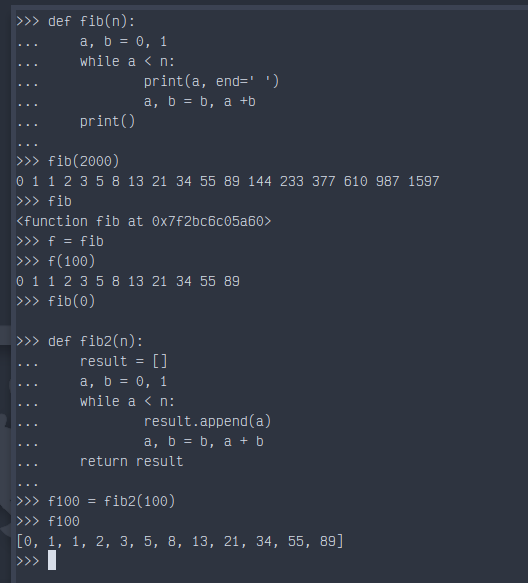 >>> def fib(n):
...     a, b = 0, 1
...     while a < n:
...             print(a, end=' ')
...             a, b = b, a +b
...     print()
...
>>> fib(2000)
0 1 1 2 3 5 8 13 21 34 55 89 144 233 377 610 987 1597
>>> fib
<function fib at 0x7f2bc6c05a60>
>>> f = fib
>>> f(100)
0 1 1 2 3 5 8 13 21 34 55 89
>>> fib(0)

>>> def fib2(n):
...     result = []
...     a, b = 0, 1
...     while a < n:
...             result.append(a)
...             a, b = b, a + b
...     return result
...
>>> f100 = fib2(100)
>>> f100
[0, 1, 1, 2, 3, 5, 8, 13, 21, 34, 55, 89]
>>>